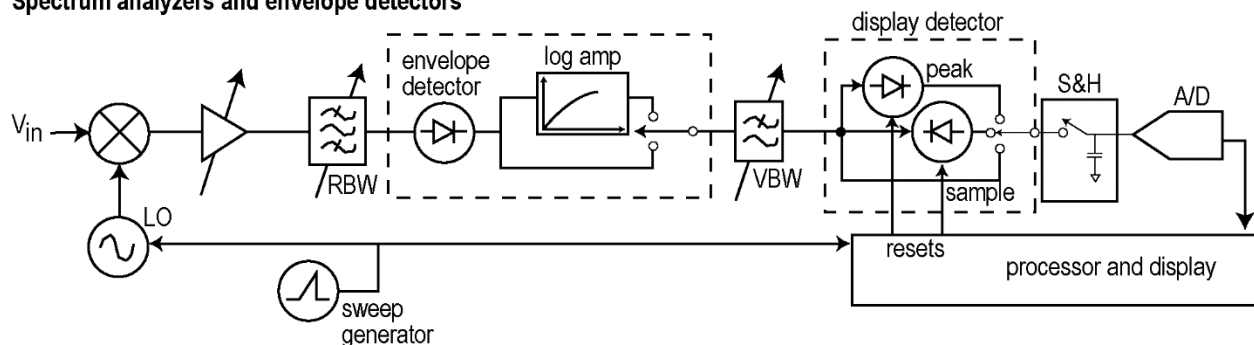 Spectrum analyzers and envelope detectors
display detector
envelope
detector
log amp
peak
S&H
A/D
Vin
RBW
VBW
sample
LO
resets
processor and display
sweep
generator